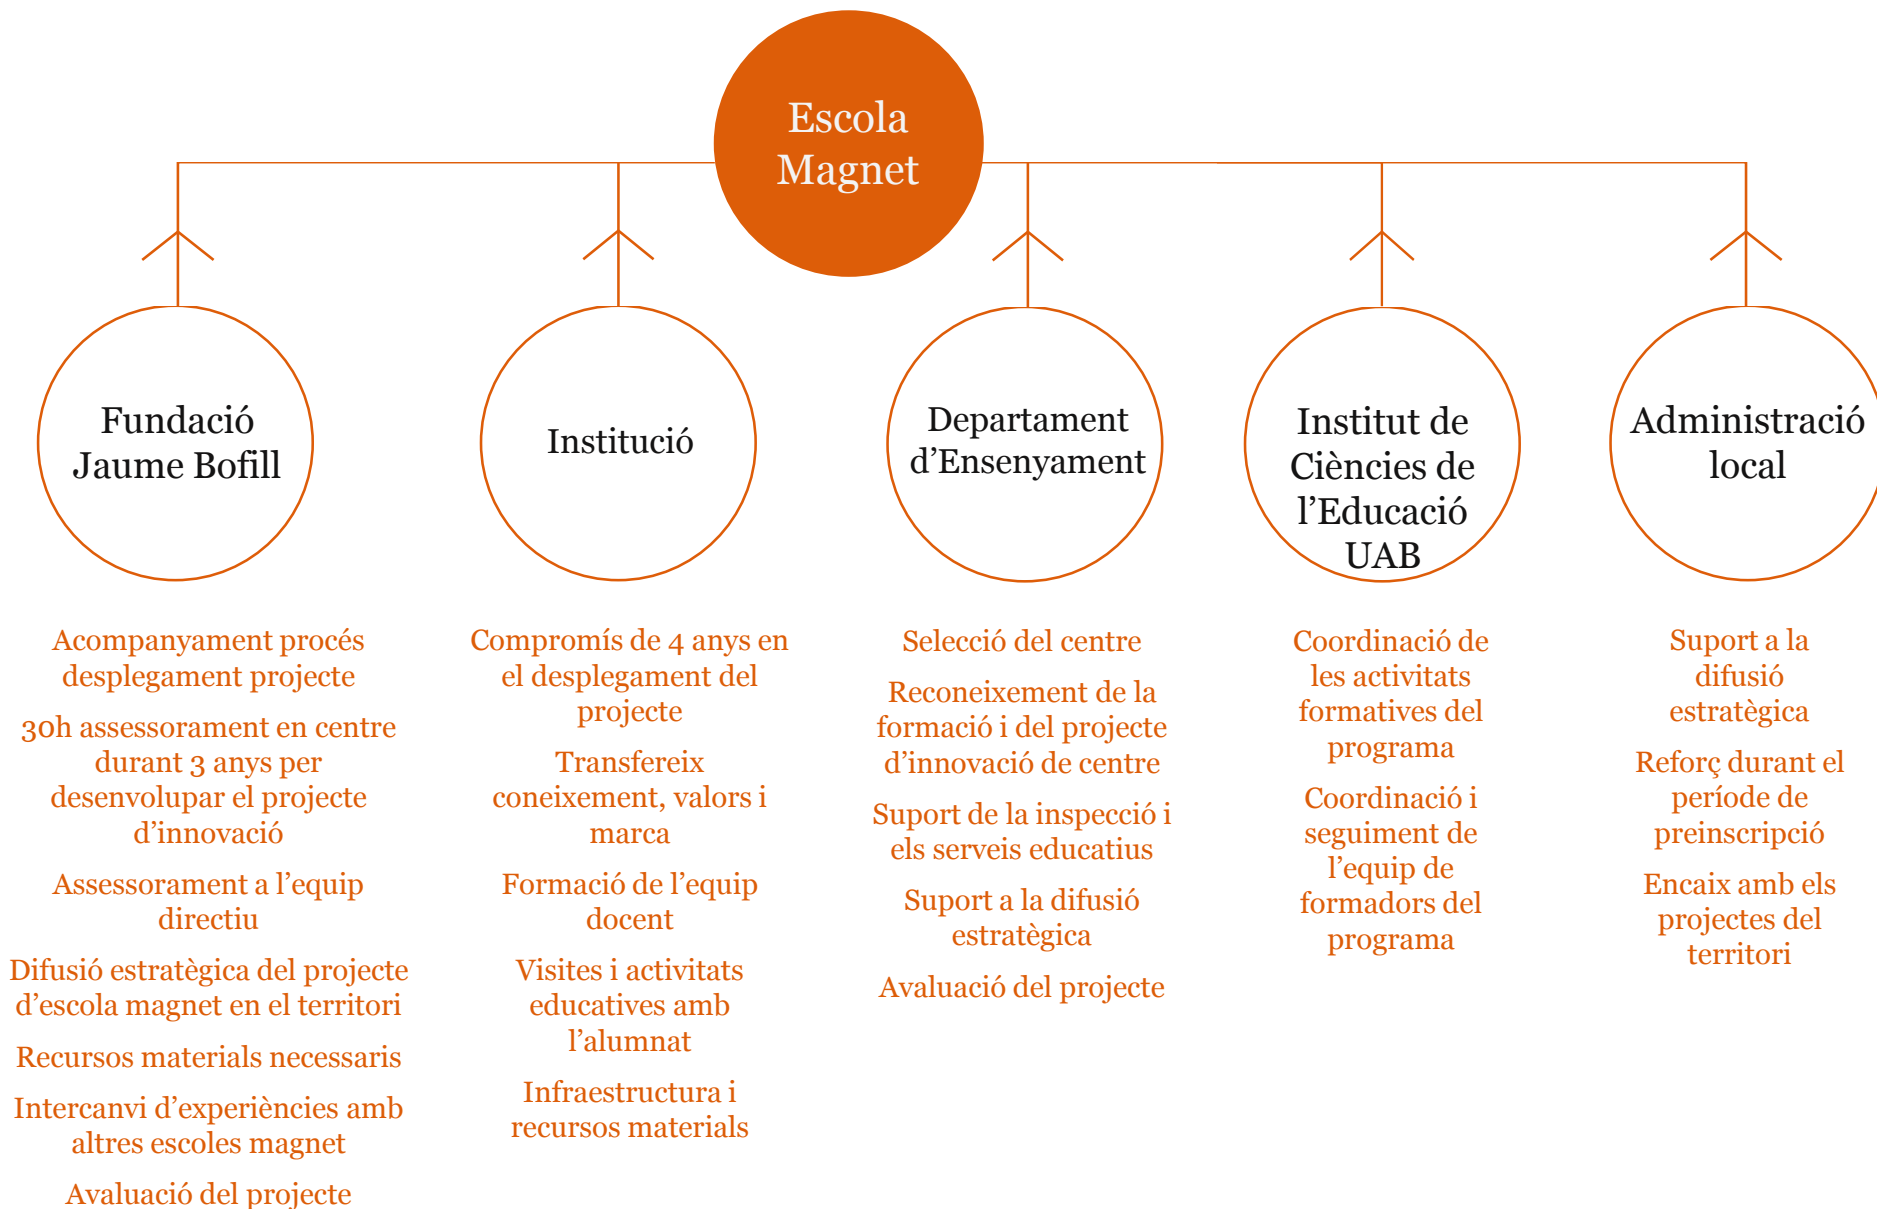 Escola
Magnet
Fundació
Jaume Bofill
Acompanyament procés
desplegament projecte
30h assessorament en centre
durant 3 anys per
desenvolupar el projecte
d’innovació
Assessorament a l’equip
directiu
Difusió estratègica del projecte
d’escola magnet en el territori
Recursos materials necessaris
Intercanvi d’experiències amb
altres escoles magnet
Avaluació del projecte
Institució
Compromís de 4 anys en
el desplegament del
projecte
Transfereix
coneixement, valors i
marca
Formació de l’equip
docent
Visites i activitats
educatives amb
l’alumnat
Infraestructura i
recursos materials
Departament
d’Ensenyament
Selecció del centre
Reconeixement de la
formació i del projecte
d’innovació de centre
Suport de la inspecció i
els serveis educatius
Suport a la difusió
estratègica
Avaluació del projecte
Institut de
Ciències de
l’Educació
UAB
Coordinació de
les activitats
formatives del
programa
Coordinació i
seguiment de
l’equip de
formadors del
programa
Administració
local
Suport a la
difusió
estratègica
Reforç durant el
període de
preinscripció
Encaix amb els
projectes del
territori